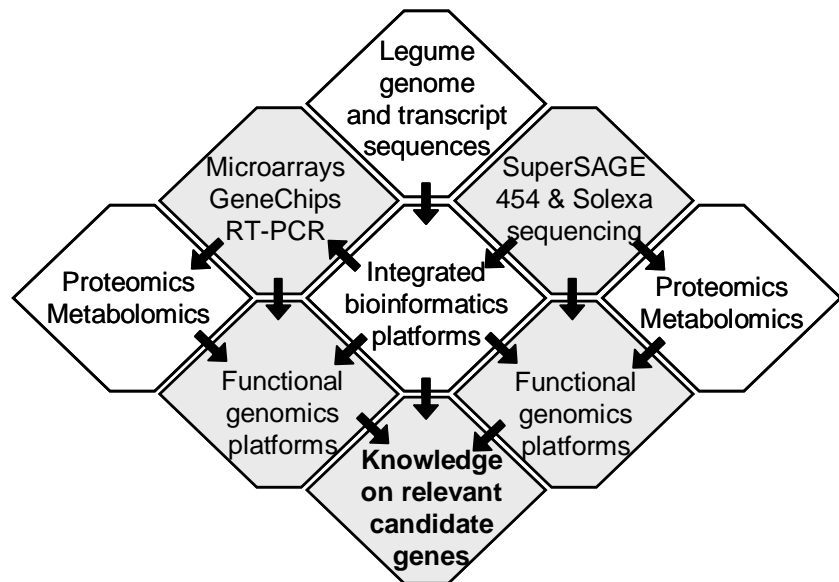 Legume
genome
and transcript
sequences
Microarrays
GeneChips
RT-PCR
SuperSAGE
454 & Solexa
sequencing
Proteomics
Metabolomics
Integrated
bioinformatics
platforms
Proteomics
Metabolomics
Functional
genomics
platforms
Functional
genomics
platforms
Knowledge
on relevant
candidate
genes